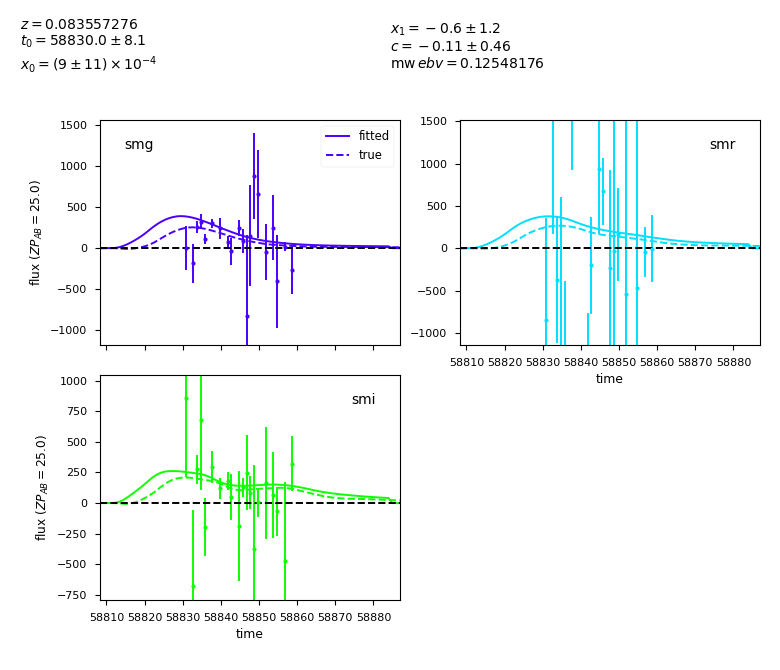 z = 0.083557276
t₀ = 58830.0 ± 8.1
x₀ = (9 ± 11) × 10⁻⁴
x₁ = −0.6 ± 1.2
c = −0.11 ± 0.46
mw ebv = 0.12548176
smg
fitted
true
1500
1000
500
0
−500
−1000
flux (ZP_AB = 25.0)
smr
1500
1000
500
0
−500
−1000
58810 58820 58830 58840 58850 58860 58870 58880
time
smi
1000
750
500
250
0
−250
−500
−750
flux (ZP_AB = 25.0)
58810 58820 58830 58840 58850 58860 58870 58880
time